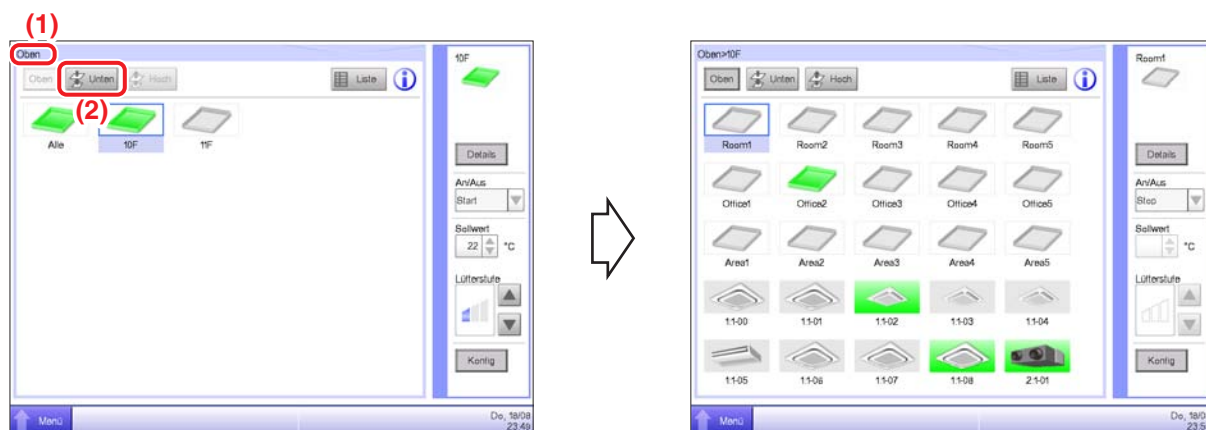 (1)
Oben
Oben Unten Hoch Liste
(2)
Alle 10F 11F
10F
Details
An/Aus
Start
Sollwert
22 °C
Lüfterstufe
Konfig
Menü
Do, 18/08
23:49
Oben>10F
Oben Unten Hoch Liste
Room1 Room2 Room3 Room4 Room5
Office1 Office2 Office3 Office4 Office5
Area1 Area2 Area3 Area4 Area5
1:1-00 1:1-01 1:1-02 1:1-03 1:1-04
1:1-05 1:1-06 1:1-07 1:1-08 2:1-01
Room1
Details
An/Aus
Stop
Sollwert
°C
Lüfterstufe
Konfig
Menü